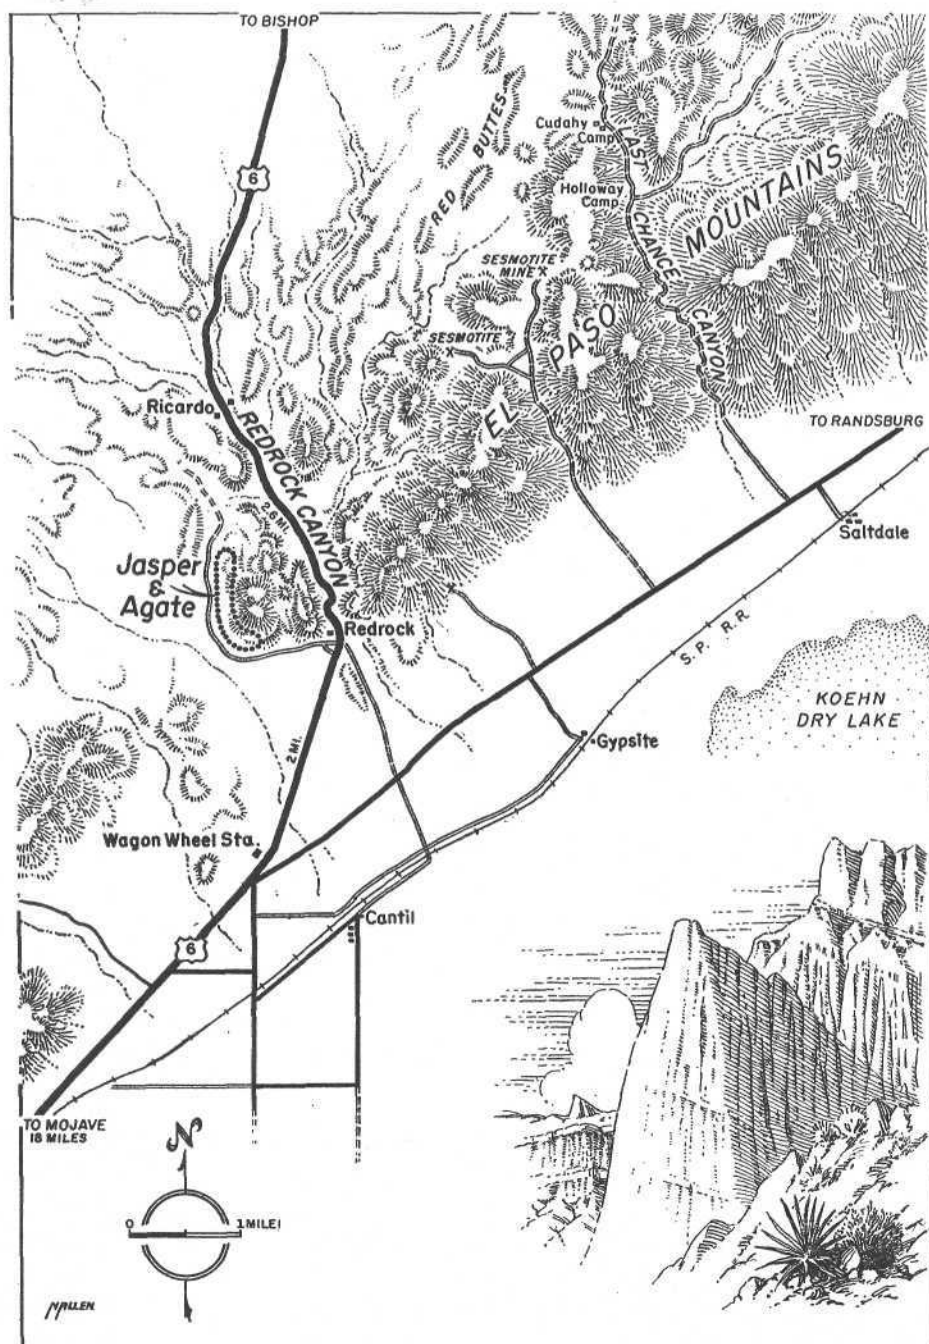 TO BISHOP
6
RED BUTTES
Cudahy
Camp
LAST CHANCE CANYON
Holloway
Camp
MOUNTAINS
SESMOTITE
MINE
SESMOTITE
EL PASO
Ricardo
REDROCK CANYON
2.6 MI.
TO RANDSBURG
Saltdale
Jasper
&
Agate
Redrock
S.P. R.R.
KOEHN
DRY LAKE
2 MI.
Gypsite
Wagon Wheel Sta.
Cantil
6
TO MOJAVE
18 MILES
N
0 1 MILE